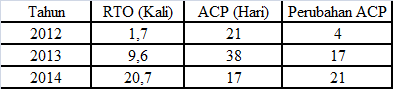 Tahun RTO (Kali) ACP (Hari) Perubahan ACP
2012 1,7 21 4
2013 9,6 38 17
2014 20,7 17 21